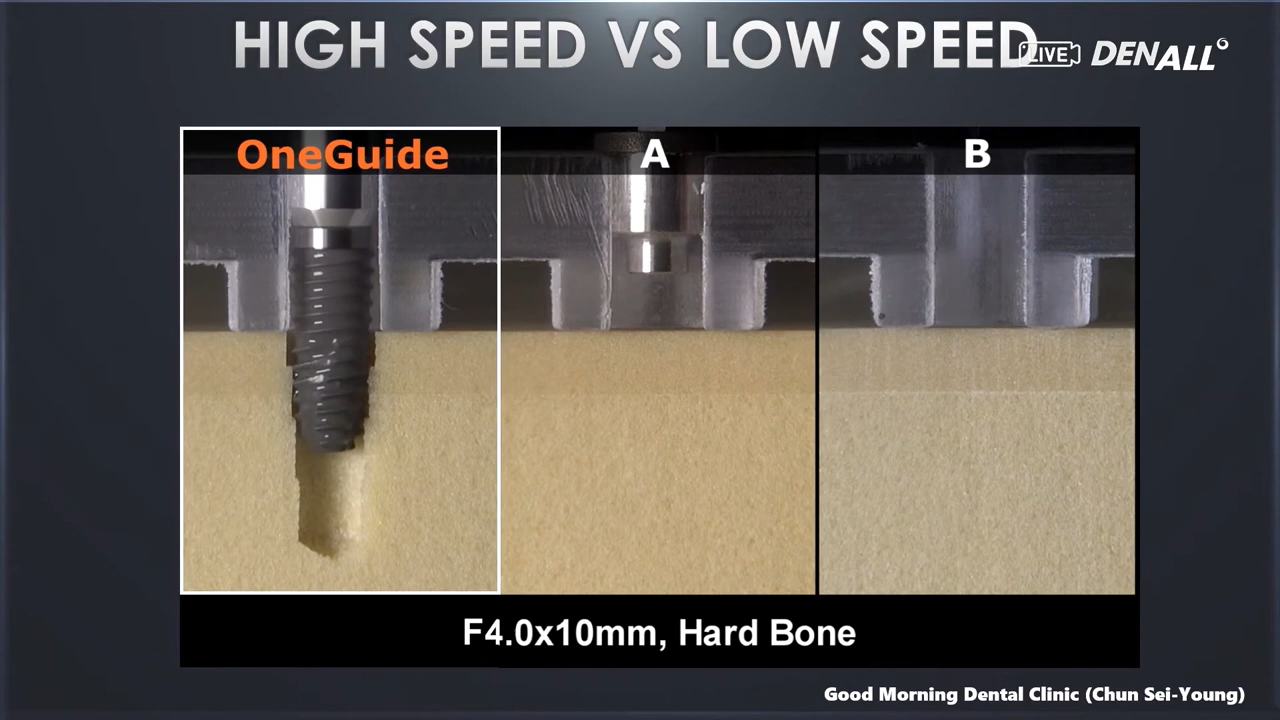 HIGH SPEED VS LOW SPEED
LIVE DENALL
OneGuide
A
B
F4.0x10mm, Hard Bone
Good Morning Dental Clinic (Chun Sei-Young)